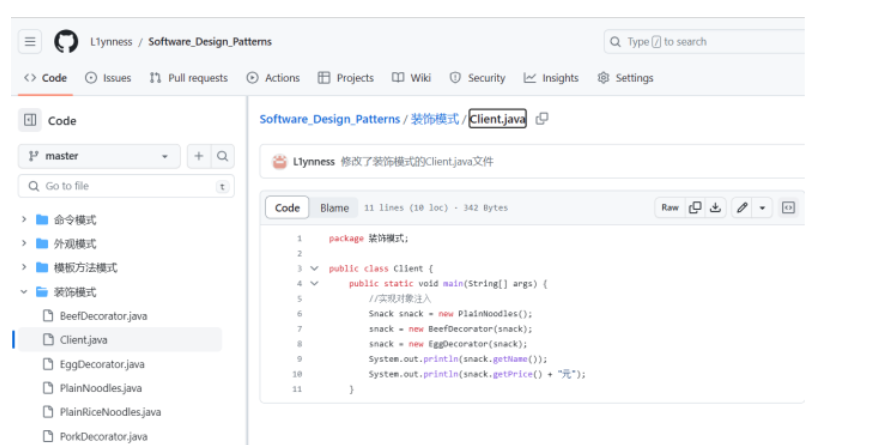 L1ynness / Software_Design_Patterns
Type / to search
Code Issues Pull requests Actions Projects Wiki Security Insights Settings
Code
master
Go to file t
命令模式
外观模式
模板方法模式
装饰模式
BeefDecorator.java
Client.java
EggDecorator.java
PlainNoodles.java
PlainRiceNoodles.java
PorkDecorator.java
Software_Design_Patterns / 装饰模式 / Client.java
L1ynness 修改了装饰模式的Client.java文件
Code Blame 11 lines (10 loc) · 342 Bytes Raw
1 package 装饰模式;
2
3 public class Client {
4 public static void main(String[] args) {
5 //实现对象注入
6 Snack snack = new PlainNoodles();
7 snack = new BeefDecorator(snack);
8 snack = new EggDecorator(snack);
9 System.out.println(snack.getName());
10 System.out.println(snack.getPrice() + "元");
11 }